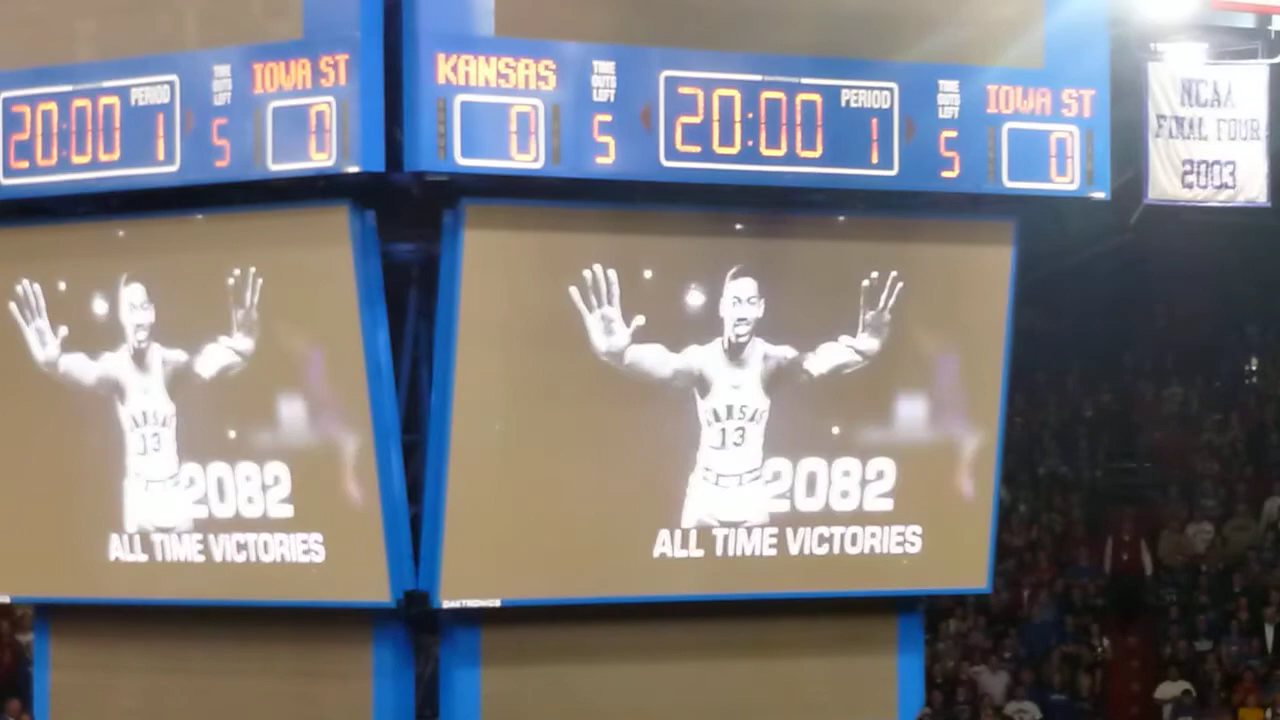 20:00
PERIOD
1
TIME
OUTS
LEFT
5
IOWA ST
0
KANSAS
0
TIME
OUTS
LEFT
5
20:00
PERIOD
1
TIME
OUTS
LEFT
5
IOWA ST
0
NCAA
FINAL FOUR
2003
KANSAS
13
2082
ALL TIME VICTORIES
KANSAS
13
2082
ALL TIME VICTORIES
DAKTRONICS